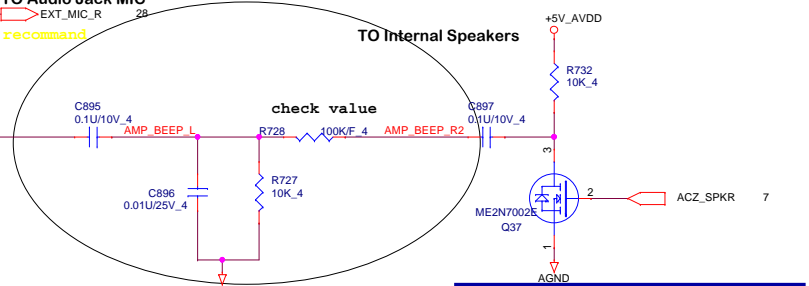 TO Audio Jack MIC
EXT_MIC_R 28
recommand
TO Internal Speakers
+5V_AVDD
R732
10K_4
C895
0.1U/10V_4
check value
C897
0.1U/10V_4
AMP_BEEP_L
R728
100K/F_4
AMP_BEEP_R2
3
C896
0.01U/25V_4
R727
10K_4
ME2N7002E
Q37
2
ACZ_SPKR 7
1
AGND